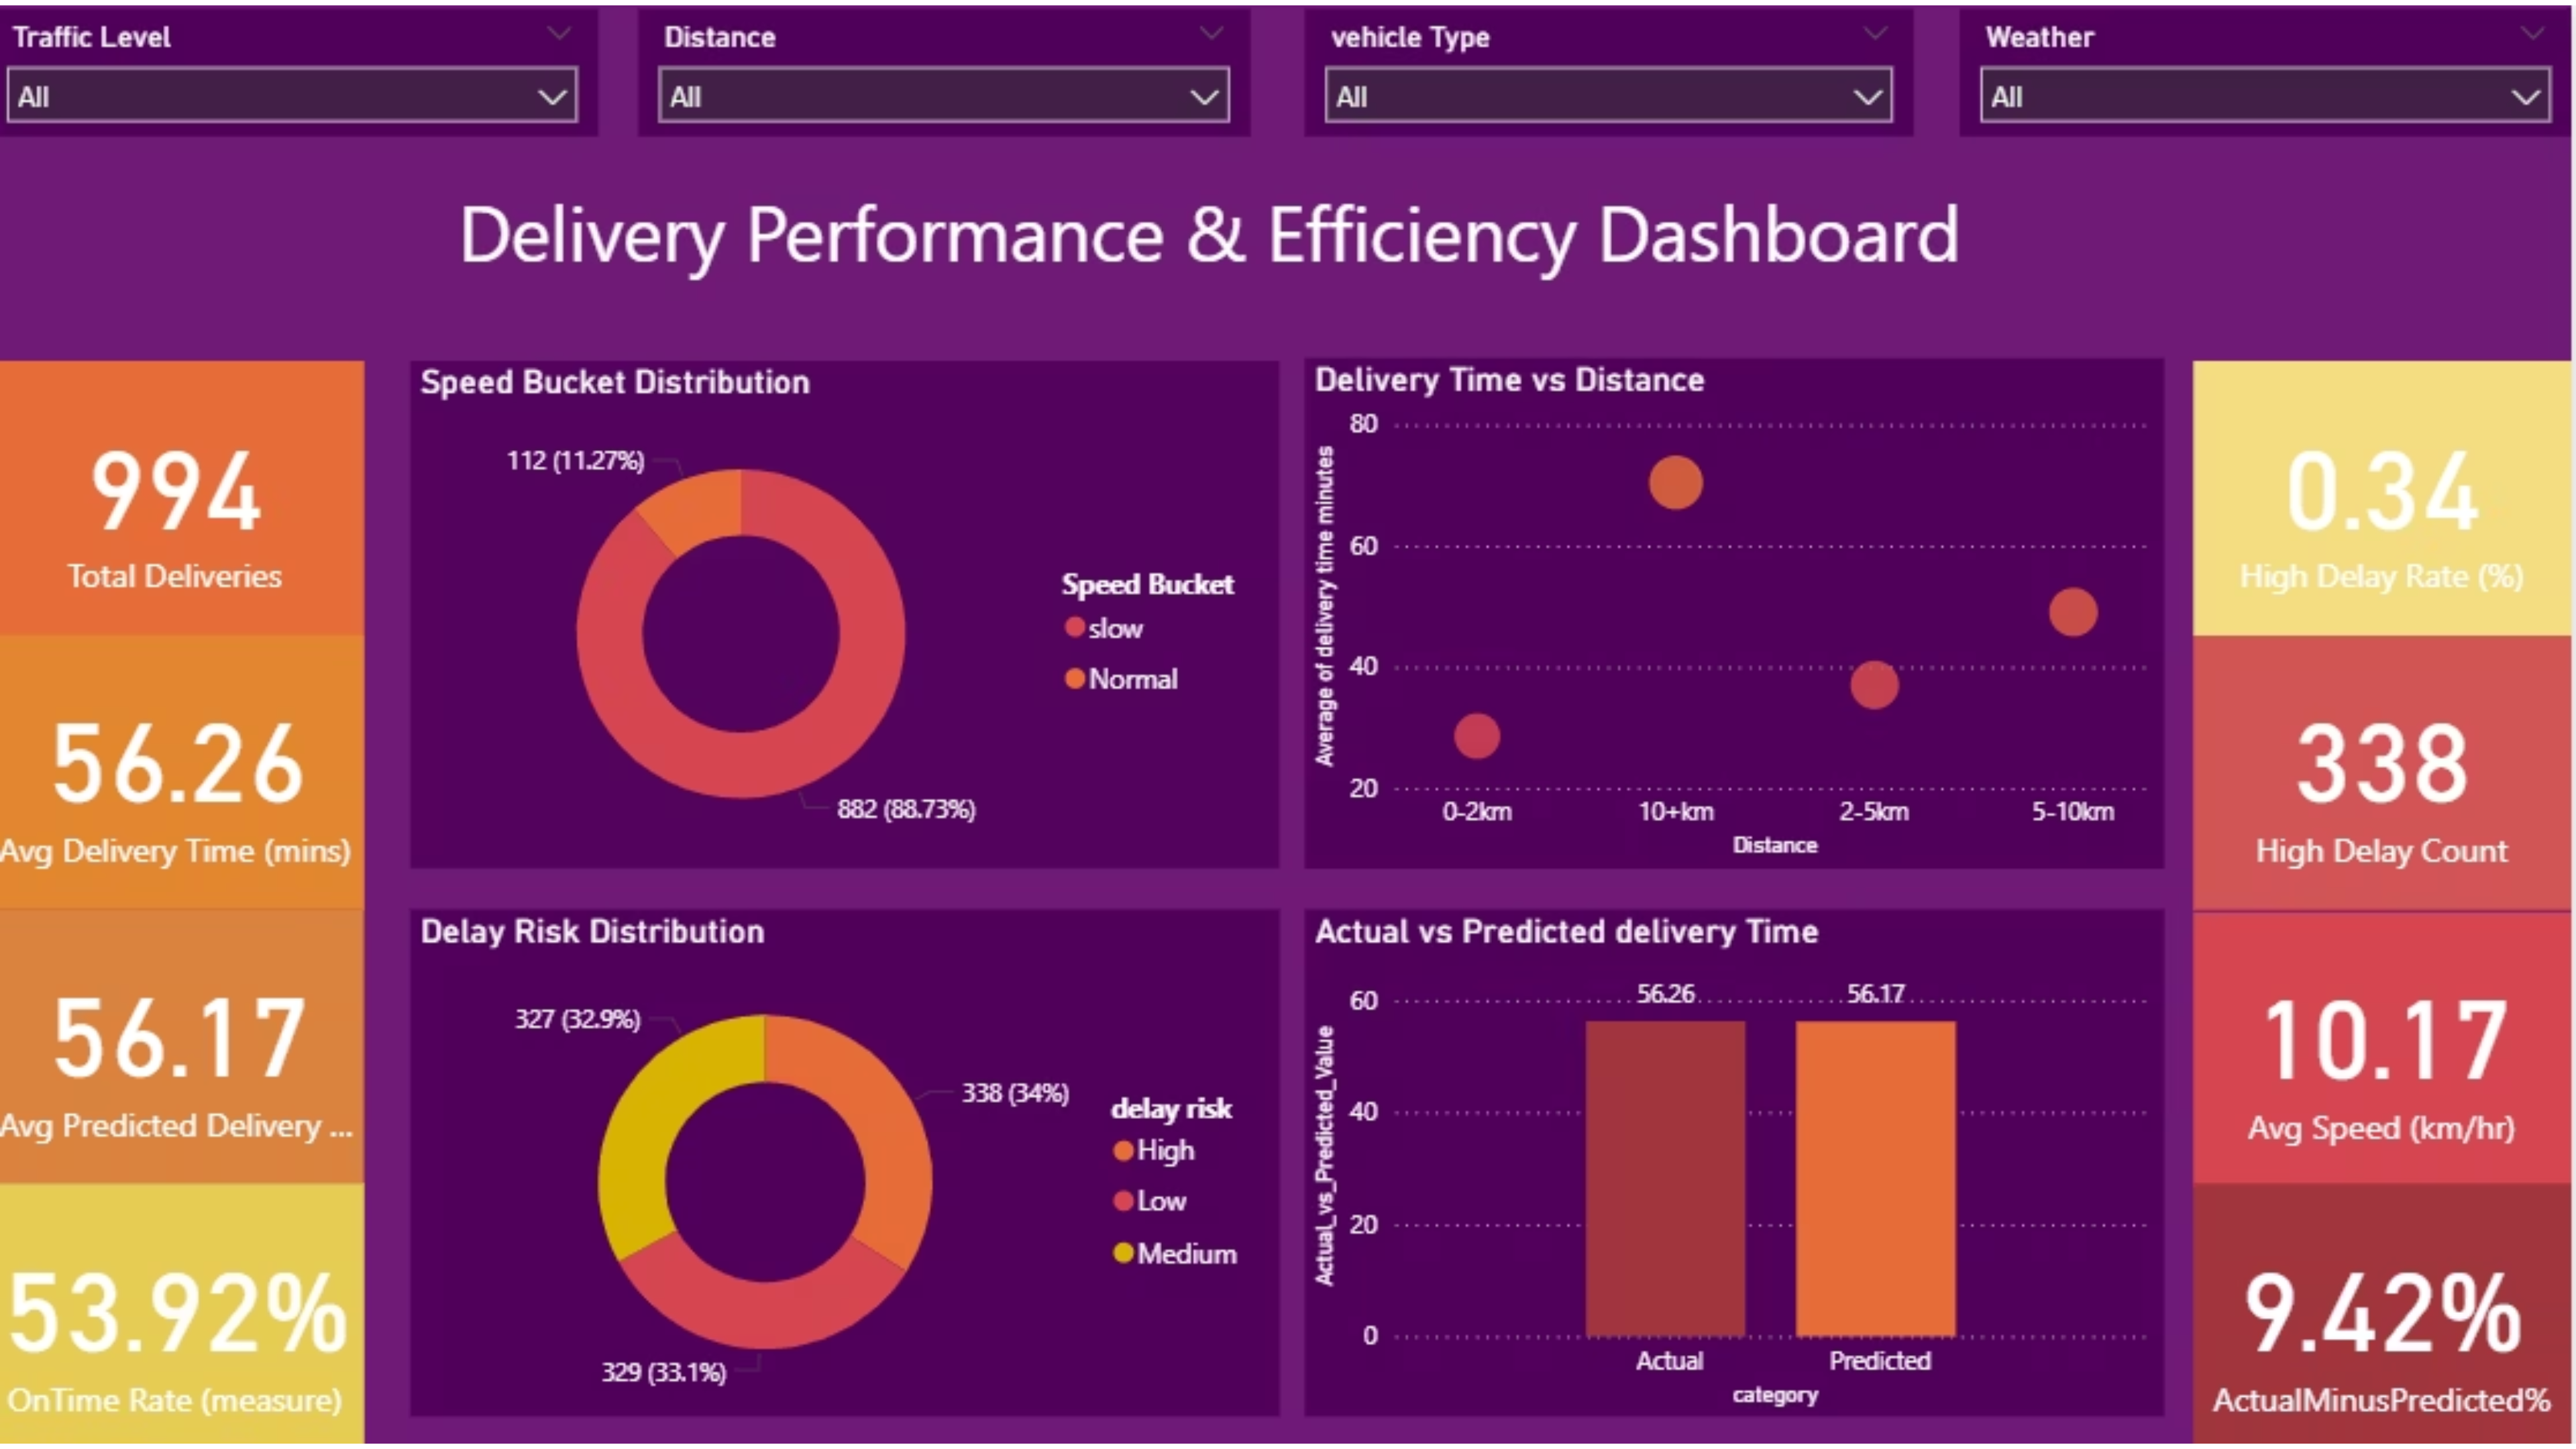 Traffic Level
All
Distance
All
vehicle Type
All
Weather
All
Delivery Performance & Efficiency Dashboard
994
Total Deliveries
56.26
Avg Delivery Time (mins)
56.17
Avg Predicted Delivery ...
53.92%
OnTime Rate (measure)
Speed Bucket Distribution
112 (11.27%)
882 (88.73%)
Speed Bucket
slow
Normal
Delivery Time vs Distance
Average of delivery time minutes
80
60
40
20
0-2km 10+km 2-5km 5-10km
Distance
Delay Risk Distribution
327 (32.9%)
338 (34%)
329 (33.1%)
delay risk
High
Low
Medium
Actual vs Predicted delivery Time
Actual_vs_Predicted_Value
60
40
20
0
56.26 56.17
Actual Predicted
category
0.34
High Delay Rate (%)
338
High Delay Count
10.17
Avg Speed (km/hr)
9.42%
ActualMinusPredicted%